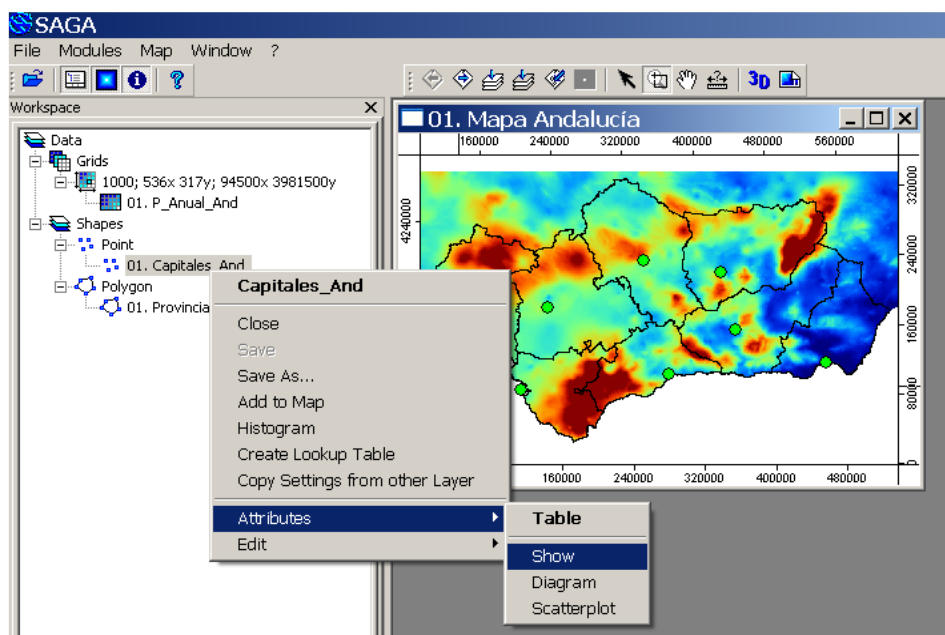 SAGA
File Modules Map Window ?
3D
Workspace
Data
Grids
1000; 536x 317y; 94500x 3981500y
01. P_Anual_And
Shapes
Point
01. Capitales_And
Polygon
01. Provincia
Capitales_And
Close
Save
Save As...
Add to Map
Histogram
Create Lookup Table
Copy Settings from other Layer
Attributes
Edit
Table
Show
Diagram
Scatterplot
01. Mapa Andalucía
160000 240000 320000 400000 480000 560000
4240000
320000
240000
160000
80000
0
160000 240000 320000 400000 480000